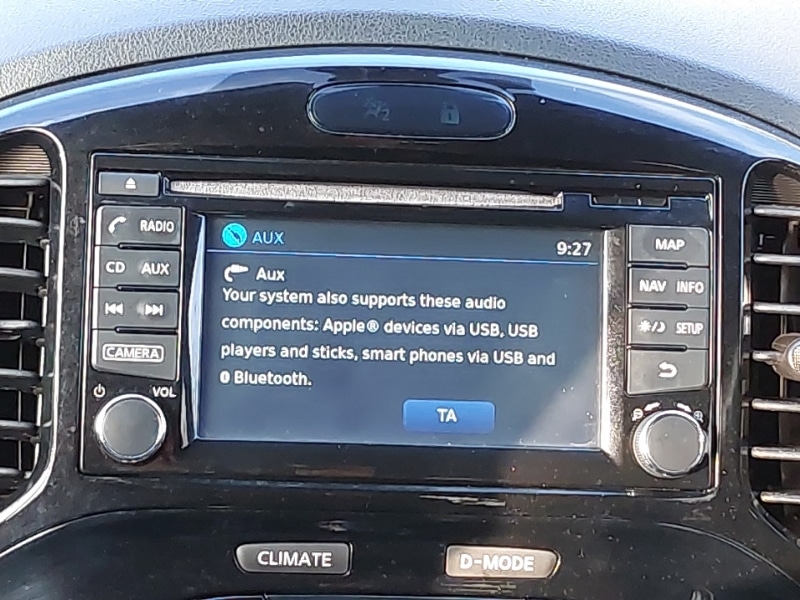 RADIO
CD AUX
CAMERA
VOL
AUX 9:27
Aux
Your system also supports these audio
components: Apple® devices via USB, USB
players and sticks, smart phones via USB and
Bluetooth.
TA
MAP
NAV INFO
SETUP
CLIMATE
D-MODE